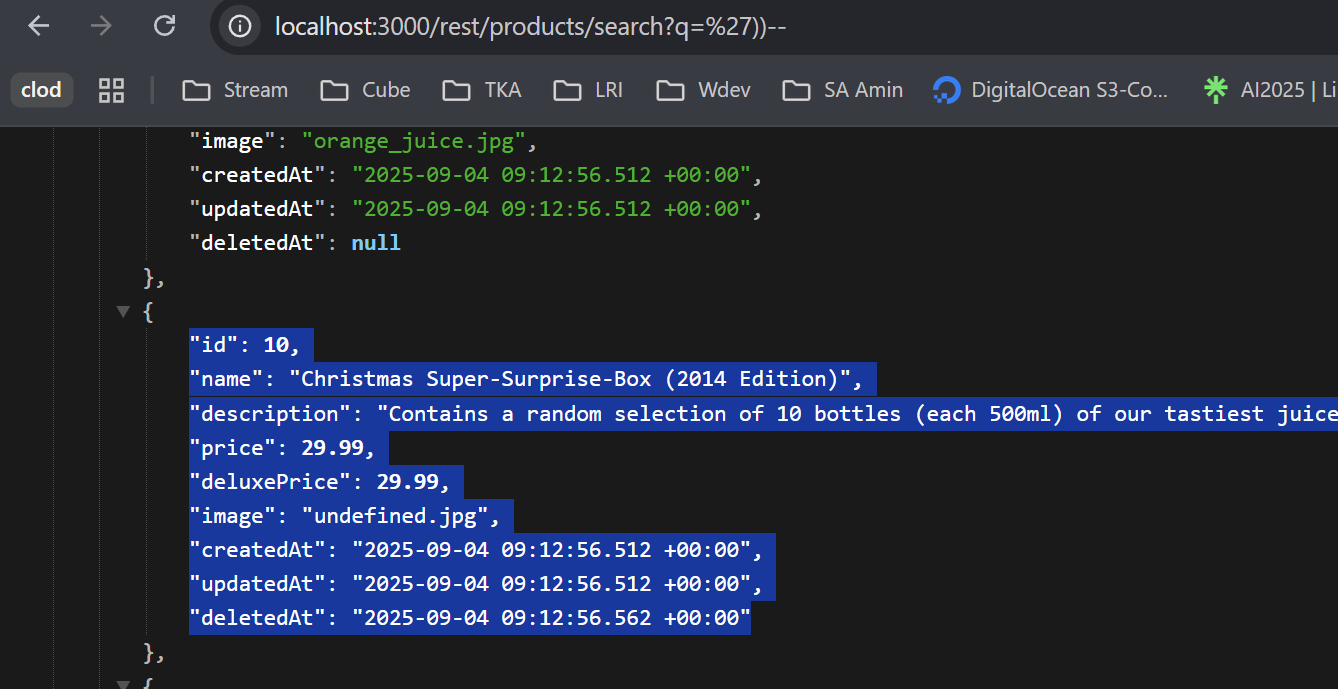 localhost:3000/rest/products/search?q=%27))--
clod Stream Cube TKA LRI Wdev SA Amin DigitalOcean S3-Co... AI2025 | Li
"image": "orange_juice.jpg",
"createdAt": "2025-09-04 09:12:56.512 +00:00",
"updatedAt": "2025-09-04 09:12:56.512 +00:00",
"deletedAt": null
},
{
"id": 10,
"name": "Christmas Super-Surprise-Box (2014 Edition)",
"description": "Contains a random selection of 10 bottles (each 500ml) of our tastiest juice
"price": 29.99,
"deluxePrice": 29.99,
"image": "undefined.jpg",
"createdAt": "2025-09-04 09:12:56.512 +00:00",
"updatedAt": "2025-09-04 09:12:56.512 +00:00",
"deletedAt": "2025-09-04 09:12:56.562 +00:00"
},
{